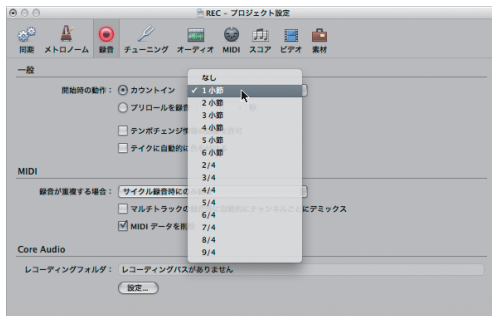 REC - プロジェクト設定
同期 メトロノーム 録音 チューニング オーディオ MIDI スコア ビデオ 素材
一般
開始時の動作： カウントイン
なし
✓ 1 小節
2 小節
プリロールを録音
3 小節
4 小節
テンポチェンジ情報 許可
5 小節
テイクに自動的に
6 小節
2/4
MIDI
3/4
録音が重複する場合： サイクル録音時にの
4/4
5/4
マルチトラックの 自動的にチャンネルごとにデミックス
6/4
MIDI データを削
7/4
8/4
Core Audio
9/4
レコーディングフォルダ： レコーディングパスがありません
設定...